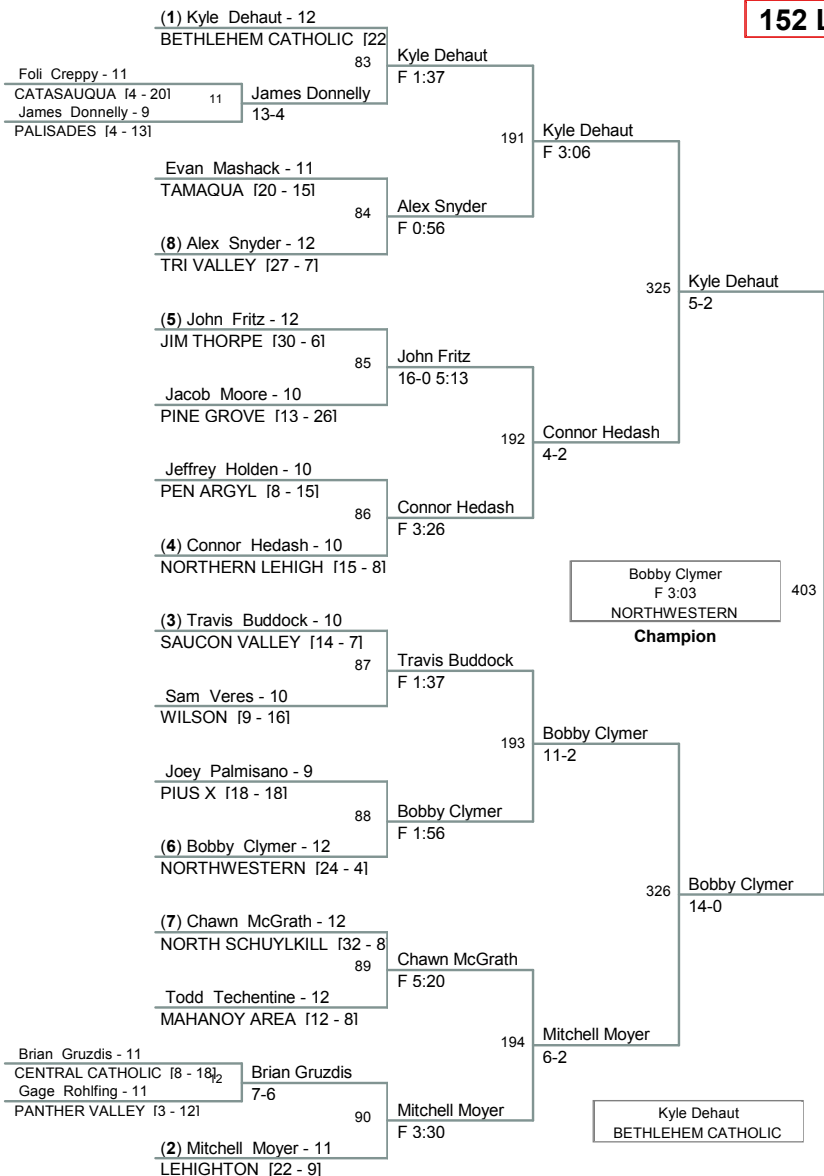 152 L
(1) Kyle Dehaut - 12
BETHLEHEM CATHOLIC [22
83
Kyle Dehaut
F 1:37
Foli Creppy - 11
CATASAUQUA [4 - 20]
11
James Donnelly - 9
PALISADES [4 - 13]
James Donnelly
13-4
191
Kyle Dehaut
F 3:06
Evan Mashack - 11
TAMAQUA [20 - 15]
84
Alex Snyder
F 0:56
(8) Alex Snyder - 12
TRI VALLEY [27 - 7]
325
Kyle Dehaut
5-2
(5) John Fritz - 12
JIM THORPE [30 - 6]
85
John Fritz
16-0 5:13
Jacob Moore - 10
PINE GROVE [13 - 26]
192
Connor Hedash
4-2
Jeffrey Holden - 10
PEN ARGYL [8 - 15]
86
Connor Hedash
F 3:26
(4) Connor Hedash - 10
NORTHERN LEHIGH [15 - 8]
Bobby Clymer
F 3:03
NORTHWESTERN
403
Champion
(3) Travis Buddock - 10
SAUCON VALLEY [14 - 7]
87
Travis Buddock
F 1:37
Sam Veres - 10
WILSON [9 - 16]
193
Bobby Clymer
11-2
Joey Palmisano - 9
PIUS X [18 - 18]
88
Bobby Clymer
F 1:56
(6) Bobby Clymer - 12
NORTHWESTERN [24 - 4]
326
Bobby Clymer
14-0
(7) Chawn McGrath - 12
NORTH SCHUYLKILL [32 - 8
89
Chawn McGrath
F 5:20
Todd Techentine - 12
MAHANOY AREA [12 - 8]
194
Mitchell Moyer
6-2
Brian Gruzdis - 11
CENTRAL CATHOLIC [8 - 18]
12
Gage Rohlfing - 11
PANTHER VALLEY [3 - 12]
Brian Gruzdis
7-6
90
Mitchell Moyer
F 3:30
(2) Mitchell Moyer - 11
LEHIGHTON [22 - 9]
Kyle Dehaut
BETHLEHEM CATHOLIC